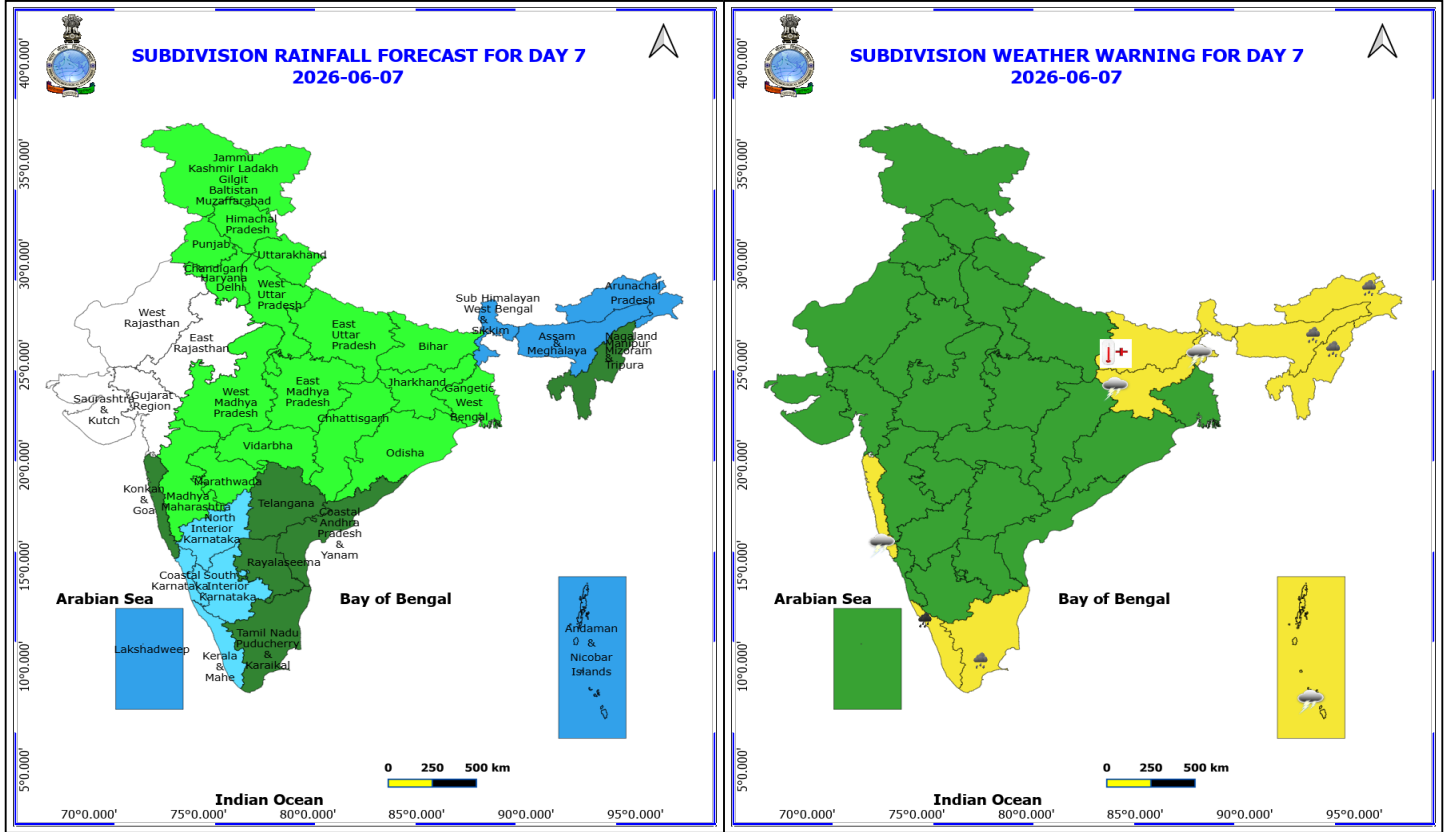 SUBDIVISION RAINFALL FORECAST FOR DAY 7
2026-06-07
40°0.000'
35°0.000'
30°0.000'
25°0.000'
20°0.000'
15°0.000'
10°0.000'
5°0.000'
Jammu
Kashmir Ladakh
Gilgit
Baltistan
Muzaffarabad
Himachal
Pradesh
Punjab
Uttarakhand
Chandigarh
Haryana
Delhi
West
Uttar
Pradesh
West
Rajasthan
East
Rajasthan
East
Uttar
Pradesh
Bihar
Sub Himalayan
West Bengal
&
Sikkim
Arunachal
Pradesh
Assam
&
Meghalaya
Nagaland
Manipur
Mizoram
&
Tripura
Saurashtra
&
Kutch
Gujarat
Region
West
Madhya
Pradesh
East
Madhya
Pradesh
Jharkhand
Gangetic
West
Bengal
Chhattisgarh
Vidarbha
Odisha
Konkan
&
Goa
Madhya
Maharashtra
Marathwada
Telangana
North
Interior
Karnataka
Coastal
Andhra
Pradesh
&
Yanam
Rayalaseema
Coastal
Karnataka
South
Interior
Karnataka
Arabian Sea
Bay of Bengal
Lakshadweep
Kerala
&
Mahe
Tamil Nadu
Puducherry
&
Karaikal
Andaman
&
Nicobar
Islands
0 250 500 km
Indian Ocean
70°0.000' 75°0.000' 80°0.000' 85°0.000' 90°0.000' 95°0.000'
SUBDIVISION WEATHER WARNING FOR DAY 7
2026-06-07
40°0.000'
35°0.000'
30°0.000'
25°0.000'
20°0.000'
15°0.000'
10°0.000'
5°0.000'
Arabian Sea
Bay of Bengal
0 250 500 km
Indian Ocean
70°0.000' 75°0.000' 80°0.000' 85°0.000' 90°0.000' 95°0.000'